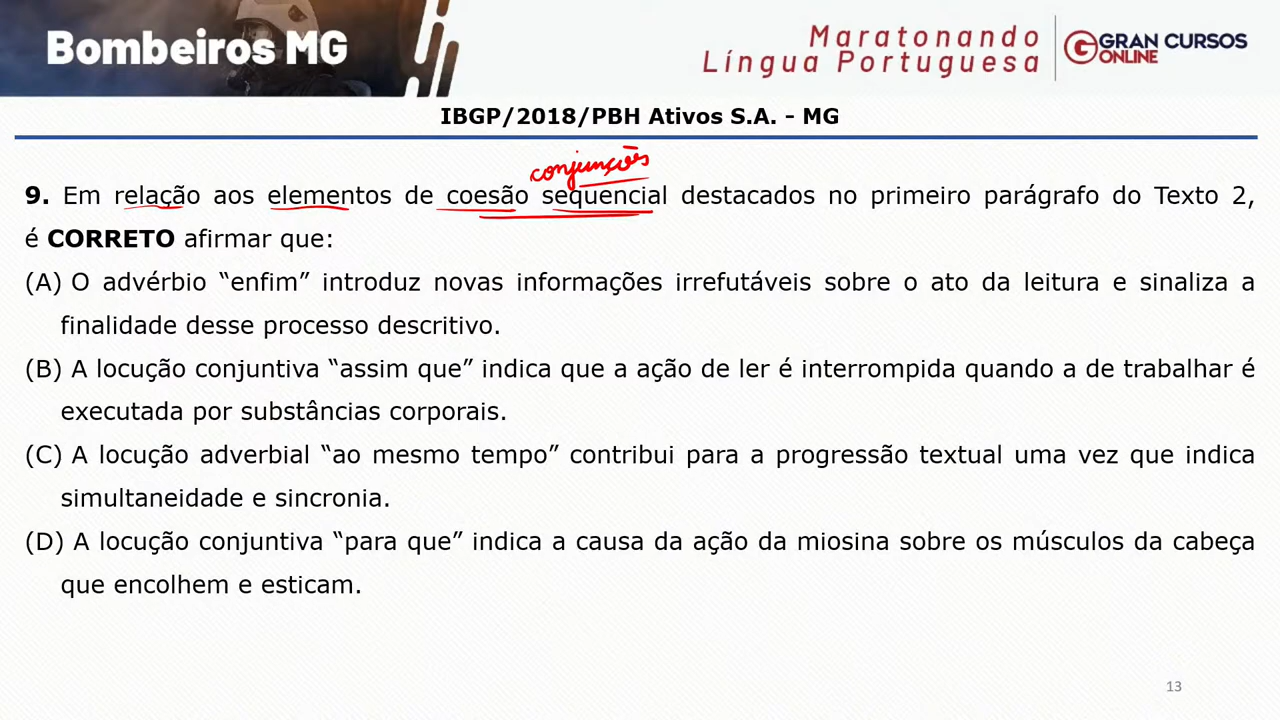 Bombeiros MG
Maratonando
Língua Portuguesa
GRAN CURSOS
ONLINE
IBGP/2018/PBH Ativos S.A. - MG
conjunções
9. Em relação aos elementos de coesão sequencial destacados no primeiro parágrafo do Texto 2,
é CORRETO afirmar que:
(A) O advérbio “enfim” introduz novas informações irrefutáveis sobre o ato da leitura e sinaliza a
finalidade desse processo descritivo.
(B) A locução conjuntiva “assim que” indica que a ação de ler é interrompida quando a de trabalhar é
executada por substâncias corporais.
(C) A locução adverbial “ao mesmo tempo” contribui para a progressão textual uma vez que indica
simultaneidade e sincronia.
(D) A locução conjuntiva “para que” indica a causa da ação da miosina sobre os músculos da cabeça
que encolhem e esticam.
13